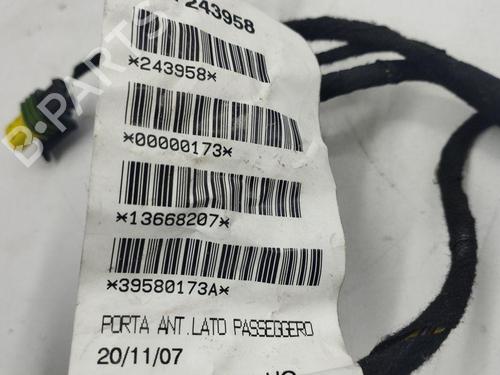 243958
*243958*
*00000173*
*13668207*
*39580173A*
PORTA ANT.LATO PASSEGGERO
20/11/07
B-PARTS